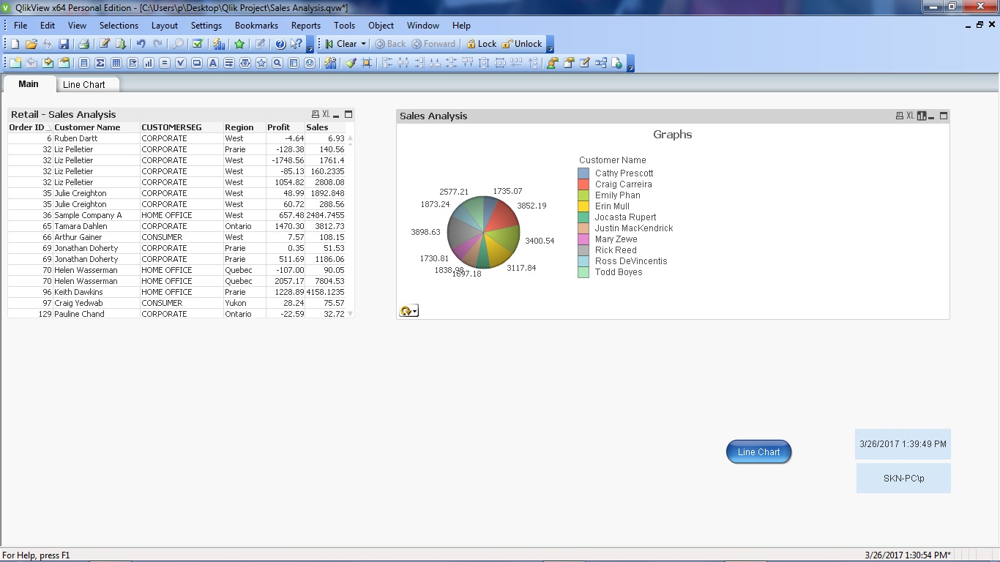 QlikView x64 Personal Edition - [C:\Users\p\Desktop\Qlik Project\Sales Analysis.qvw*]
File Edit View Selections Layout Settings Bookmarks Reports Tools Object Window Help
Clear Back Forward Lock Unlock
Main Line Chart
Retail - Sales Analysis XL
Order ID Customer Name CUSTOMERSEG Region Profit Sales
6 Ruben Dartt CORPORATE West -4.64 6.93
32 Liz Pelletier CORPORATE Prarie -128.38 140.56
32 Liz Pelletier CORPORATE West -1748.56 1761.4
32 Liz Pelletier CORPORATE West -85.13 160.2335
32 Liz Pelletier CORPORATE West 1054.82 2808.08
35 Julie Creighton CORPORATE West 48.99 1892.848
35 Julie Creighton CORPORATE West 60.72 288.56
36 Sample Company A HOME OFFICE West 657.48 2484.7455
65 Tamara Dahlen CORPORATE Ontario 1470.30 3812.73
66 Arthur Gainer CONSUMER West 7.57 108.15
69 Jonathan Doherty CORPORATE Prarie 0.35 51.53
69 Jonathan Doherty CORPORATE Prarie 511.69 1186.06
70 Helen Wasserman HOME OFFICE Quebec -107.00 90.05
70 Helen Wasserman HOME OFFICE Quebec 2057.17 7804.53
96 Keith Dawkins HOME OFFICE Prarie 1228.89 4158.1235
97 Craig Yedwab CONSUMER Yukon 28.24 75.57
129 Pauline Chand CORPORATE Ontario -22.59 32.72
Sales Analysis XL
Graphs
2577.21 1735.07
1873.24 3852.19
3898.63 3400.54
1730.81 3117.84
1838.98 1697.18
Customer Name
Cathy Prescott
Craig Carreira
Emily Phan
Erin Mull
Jocasta Rupert
Justin MacKendrick
Mary Zewe
Rick Reed
Ross DeVincentis
Todd Boyes
Line Chart
3/26/2017 1:39:49 PM
SKN-PC\p
For Help, press F1 3/26/2017 1:30:54 PM*